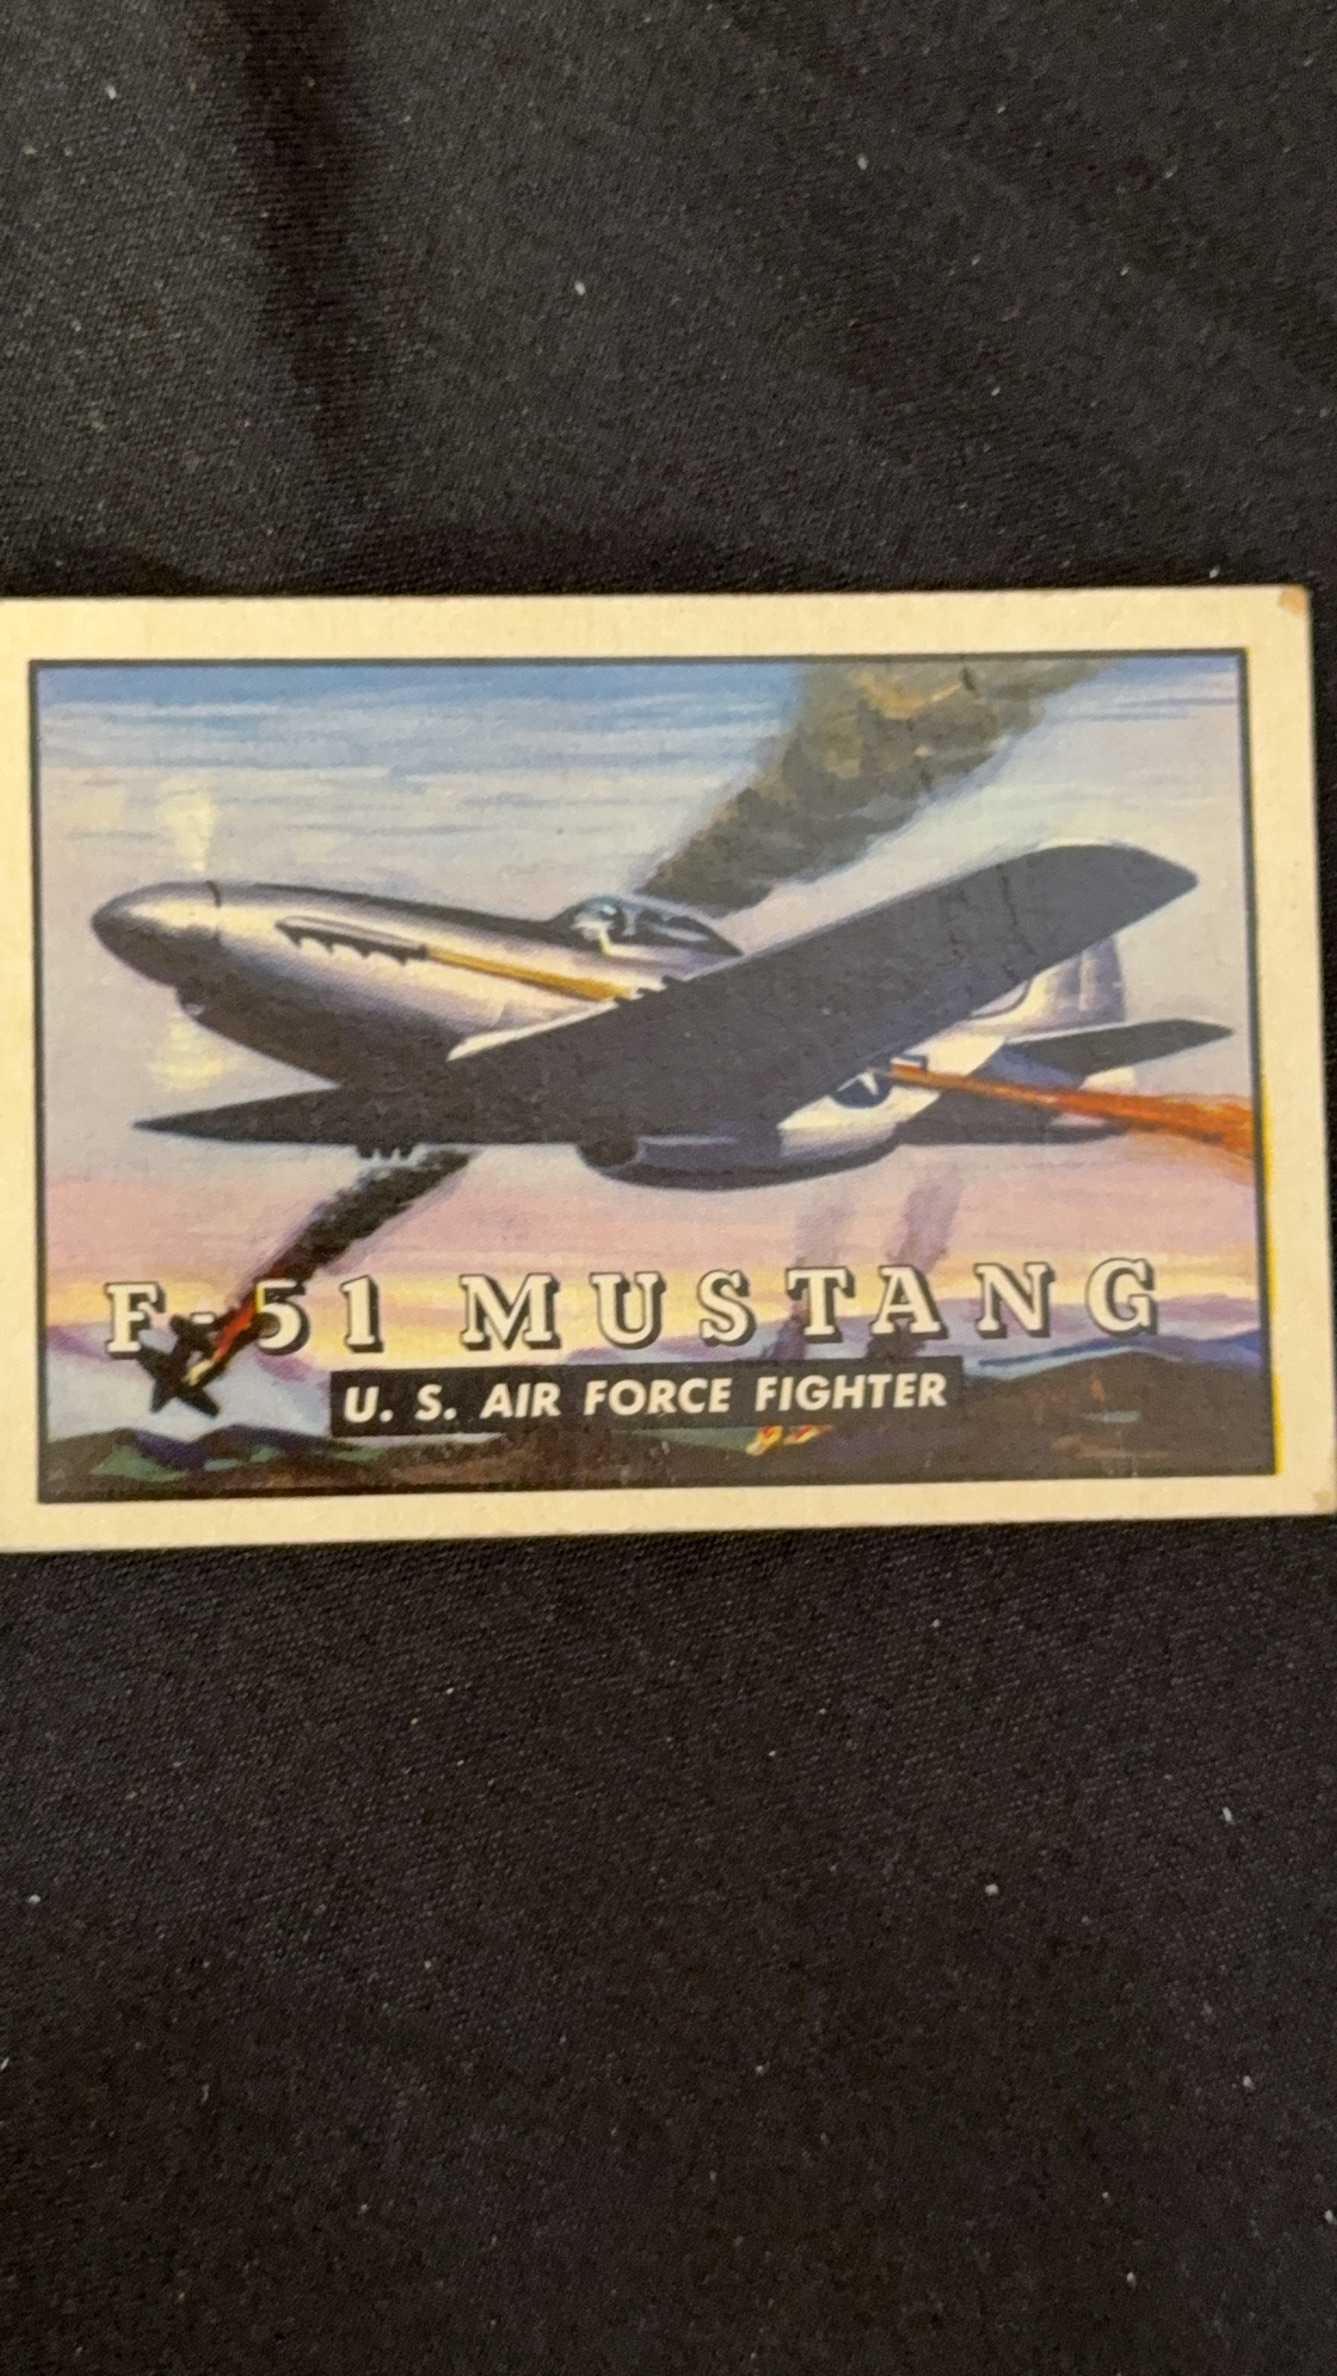 F-51 MUSTANG
U. S. AIR FORCE FIGHTER